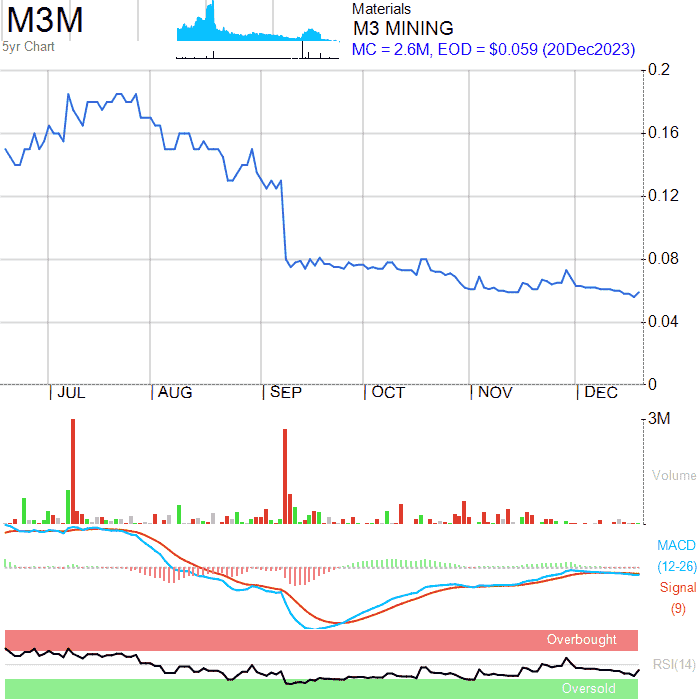 M3M
5yr Chart
Materials
M3 MINING
MC = 2.6M, EOD = $0.059 (20Dec2023)
0.2
0.16
0.12
0.08
0.04
0
JUL AUG SEP OCT NOV DEC
3M
Volume
MACD
(12-26)
Signal
(9)
Overbought
RSI(14)
Oversold